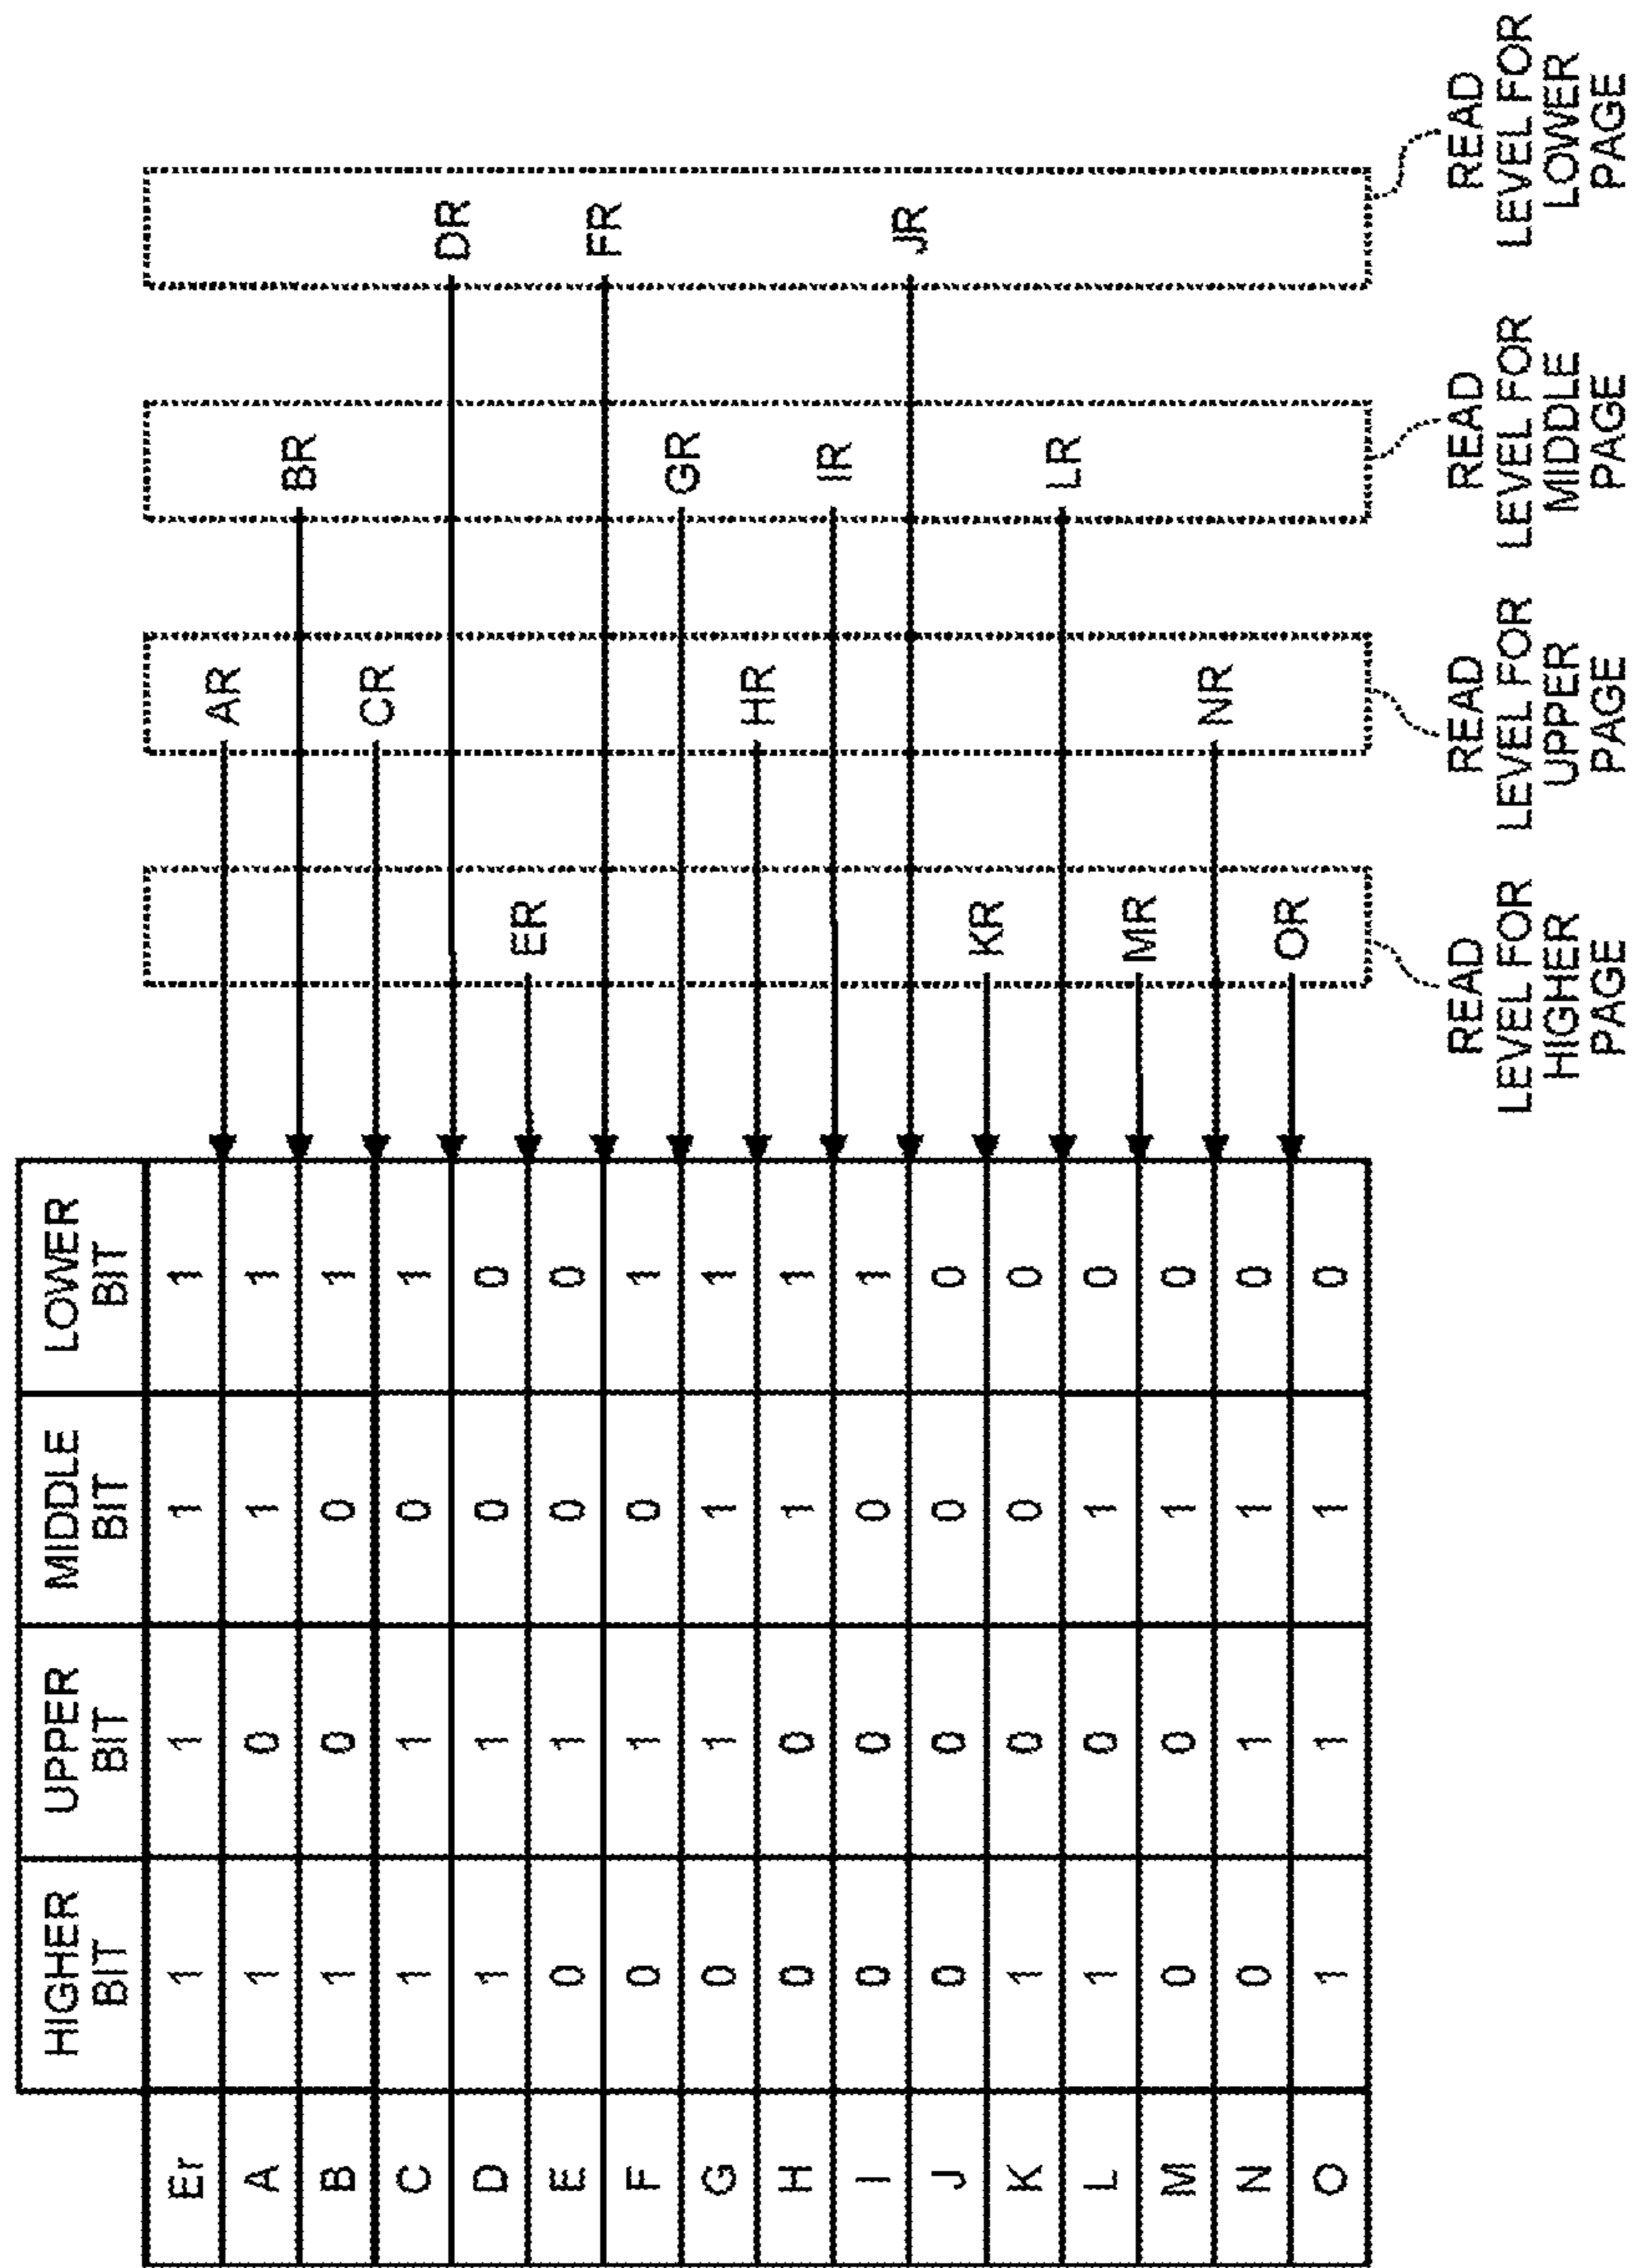 HIGHER UPPER MIDDLE LOWER
BIT BIT BIT BIT
Er 1 1 1 1
AR
A 1 0 1 1
BR
B 1 0 0 1
CR
C 1 1 0 1
DR
D 1 1 0 0
ER
E 0 1 0 0
FR
F 0 1 0 1
GR
G 0 1 1 1
HR
H 0 0 1 1
IR
I 0 0 0 1
JR
J 0 0 0 0
KR
K 1 0 0 0
LR
L 1 0 1 0
MR
M 0 0 1 0
NR
N 0 1 1 0
OR
O 1 1 1 0
READ
LEVEL FOR
HIGHER
PAGE
READ
LEVEL FOR
UPPER
PAGE
READ
LEVEL FOR
MIDDLE
PAGE
READ
LEVEL FOR
LOWER
PAGE